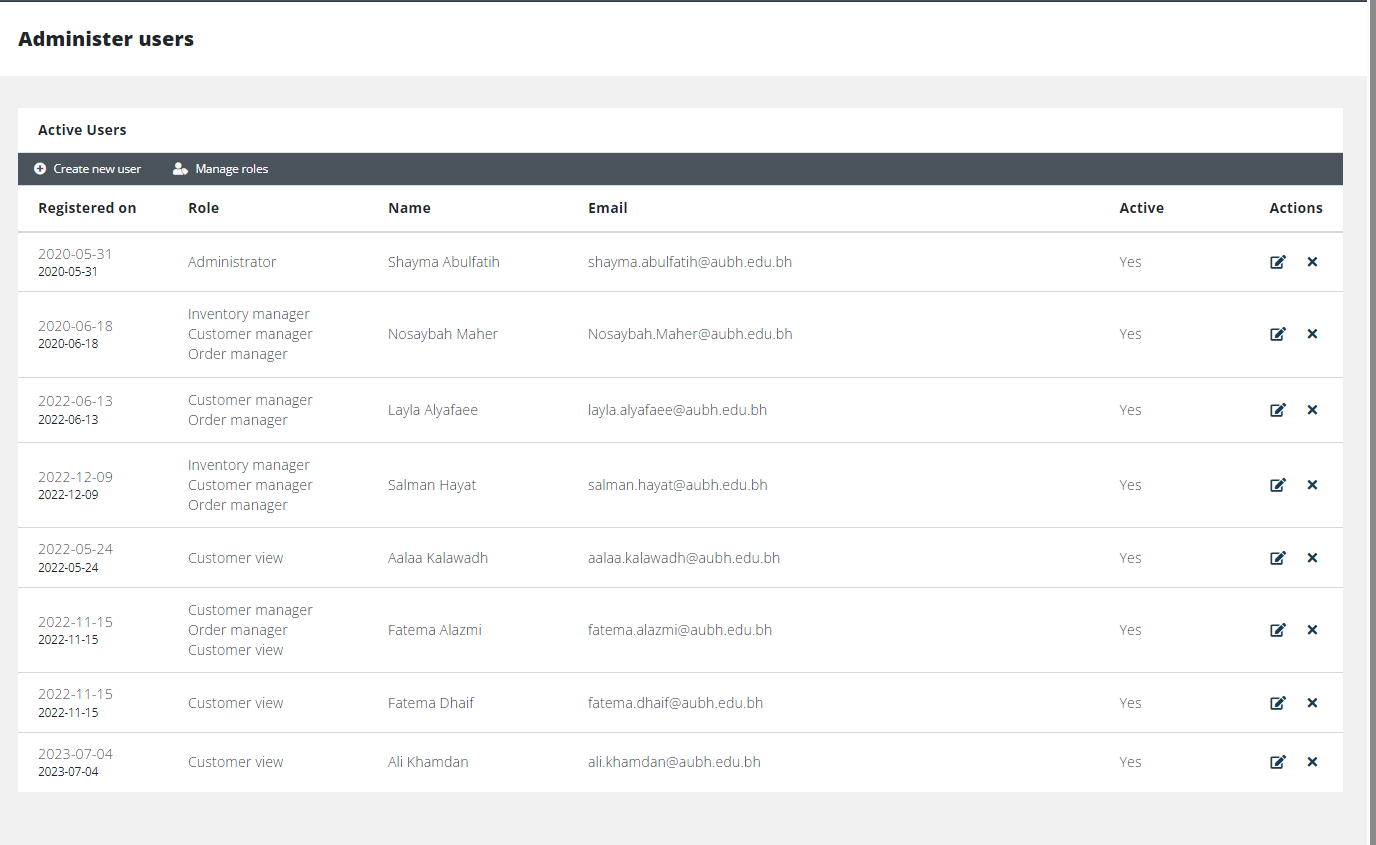 Administer users
Active Users
Create new user Manage roles
Registered on Role Name Email Active Actions
2020-05-31
2020-05-31
Administrator
Shayma Abulfatih
shayma.abulfatih@aubh.edu.bh
Yes
2020-06-18
2020-06-18
Inventory manager
Customer manager
Order manager
Nosaybah Maher
Nosaybah.Maher@aubh.edu.bh
Yes
2022-06-13
2022-06-13
Customer manager
Order manager
Layla Alyafaee
layla.alyafaee@aubh.edu.bh
Yes
2022-12-09
2022-12-09
Inventory manager
Customer manager
Order manager
Salman Hayat
salman.hayat@aubh.edu.bh
Yes
2022-05-24
2022-05-24
Customer view
Aalaa Kalawadh
aalaa.kalawadh@aubh.edu.bh
Yes
2022-11-15
2022-11-15
Customer manager
Order manager
Customer view
Fatema Alazmi
fatema.alazmi@aubh.edu.bh
Yes
2022-11-15
2022-11-15
Customer view
Fatema Dhaif
fatema.dhaif@aubh.edu.bh
Yes
2023-07-04
2023-07-04
Customer view
Ali Khamdan
ali.khamdan@aubh.edu.bh
Yes